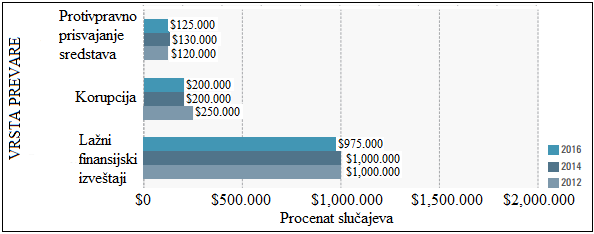 VRSTA PREVARE
Protivpravno
prisvajanje
sredstava
$125.000
$130.000
$120.000
Korupcija
$200.000
$200.000
$250.000
Lažni
finansijski
izveštaji
$975.000
$1,000.000
$1,000.000
2016
2014
2012
$0 $500.000 $1,000.000 $1,500.000 $2,000.000
Procenat slučajeva